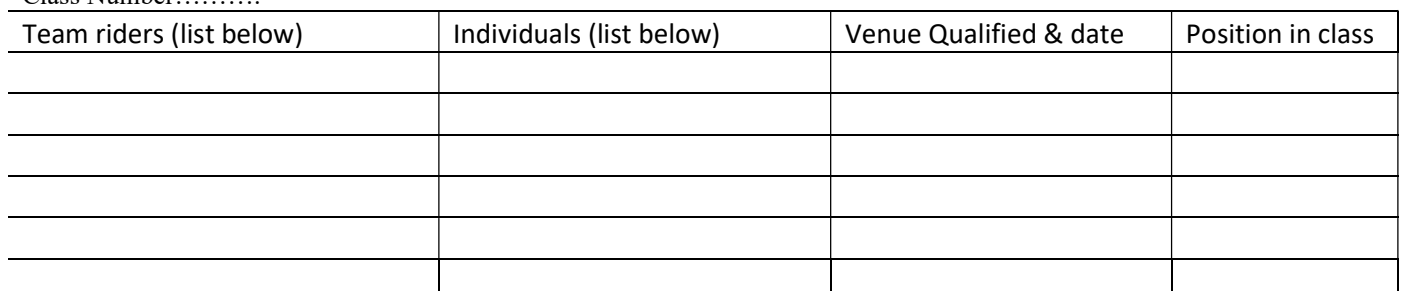 Class Number……….
Team riders (list below) Individuals (list below) Venue Qualified & date Position in class